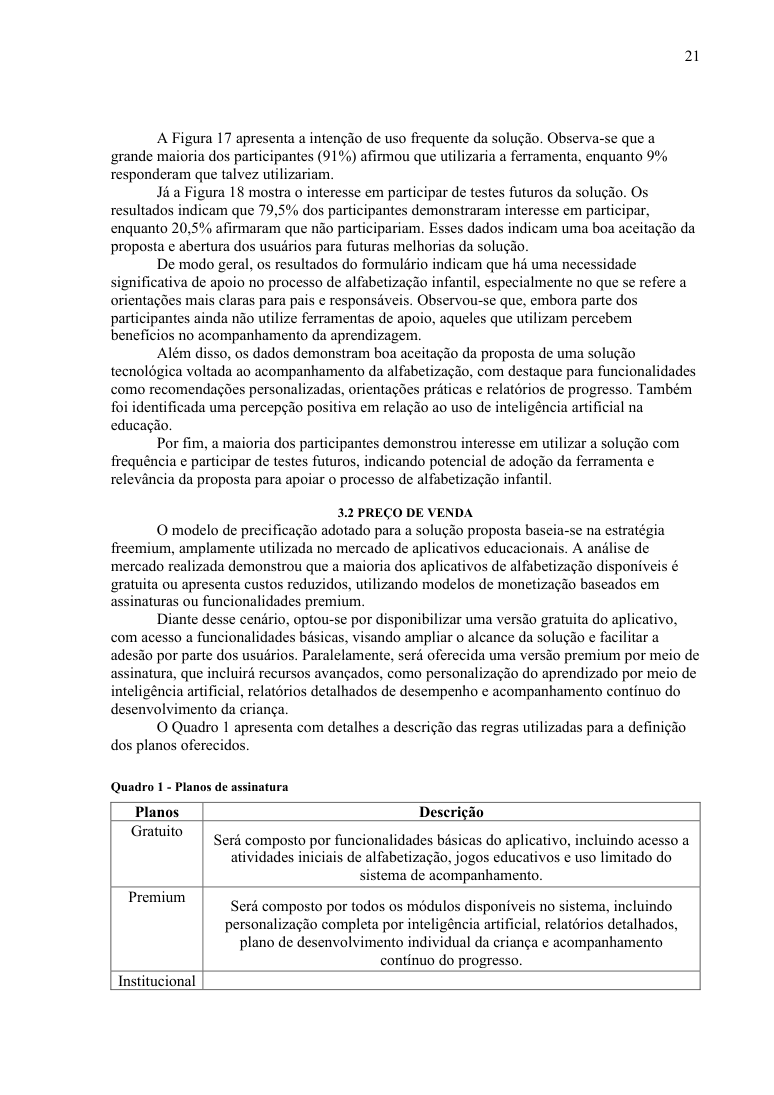 21
A Figura 17 apresenta a intenção de uso frequente da solução. Observa-se que a
grande maioria dos participantes (91%) afirmou que utilizaria a ferramenta, enquanto 9%
responderam que talvez utilizariam.
Já a Figura 18 mostra o interesse em participar de testes futuros da solução. Os
resultados indicam que 79,5% dos participantes demonstraram interesse em participar,
enquanto 20,5% afirmaram que não participariam. Esses dados indicam uma boa aceitação da
proposta e abertura dos usuários para futuras melhorias da solução.
De modo geral, os resultados do formulário indicam que há uma necessidade
significativa de apoio no processo de alfabetização infantil, especialmente no que se refere a
orientações mais claras para pais e responsáveis. Observou-se que, embora parte dos
participantes ainda não utilize ferramentas de apoio, aqueles que utilizam percebem
benefícios no acompanhamento da aprendizagem.
Além disso, os dados demonstram boa aceitação da proposta de uma solução
tecnológica voltada ao acompanhamento da alfabetização, com destaque para funcionalidades
como recomendações personalizadas, orientações práticas e relatórios de progresso. Também
foi identificada uma percepção positiva em relação ao uso de inteligência artificial na
educação.
Por fim, a maioria dos participantes demonstrou interesse em utilizar a solução com
frequência e participar de testes futuros, indicando potencial de adoção da ferramenta e
relevância da proposta para apoiar o processo de alfabetização infantil.
3.2 PREÇO DE VENDA
O modelo de precificação adotado para a solução proposta baseia-se na estratégia
freemium, amplamente utilizada no mercado de aplicativos educacionais. A análise de
mercado realizada demonstrou que a maioria dos aplicativos de alfabetização disponíveis é
gratuita ou apresenta custos reduzidos, utilizando modelos de monetização baseados em
assinaturas ou funcionalidades premium.
Diante desse cenário, optou-se por disponibilizar uma versão gratuita do aplicativo,
com acesso a funcionalidades básicas, visando ampliar o alcance da solução e facilitar a
adesão por parte dos usuários. Paralelamente, será oferecida uma versão premium por meio de
assinatura, que incluirá recursos avançados, como personalização do aprendizado por meio de
inteligência artificial, relatórios detalhados de desempenho e acompanhamento contínuo do
desenvolvimento da criança.
O Quadro 1 apresenta com detalhes a descrição das regras utilizadas para a definição
dos planos oferecidos.
Quadro 1 - Planos de assinatura
Planos Descrição
Gratuito
Será composto por funcionalidades básicas do aplicativo, incluindo acesso a
atividades iniciais de alfabetização, jogos educativos e uso limitado do
sistema de acompanhamento.
Premium
Será composto por todos os módulos disponíveis no sistema, incluindo
personalização completa por inteligência artificial, relatórios detalhados,
plano de desenvolvimento individual da criança e acompanhamento
contínuo do progresso.
Institucional